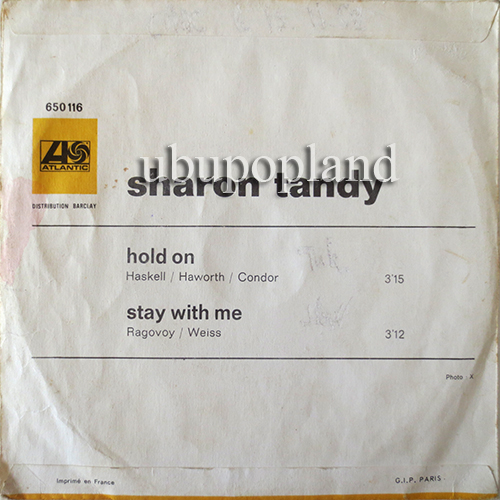 650 116
ATLANTIC
DISTRIBUTION BARCLAY
ubupopland
sharon tandy
hold on
Haskell / Haworth / Condor 3'15
stay with me
Ragovoy / Weiss 3'12
Photo : X
Imprimé en France G.I.P. PARIS